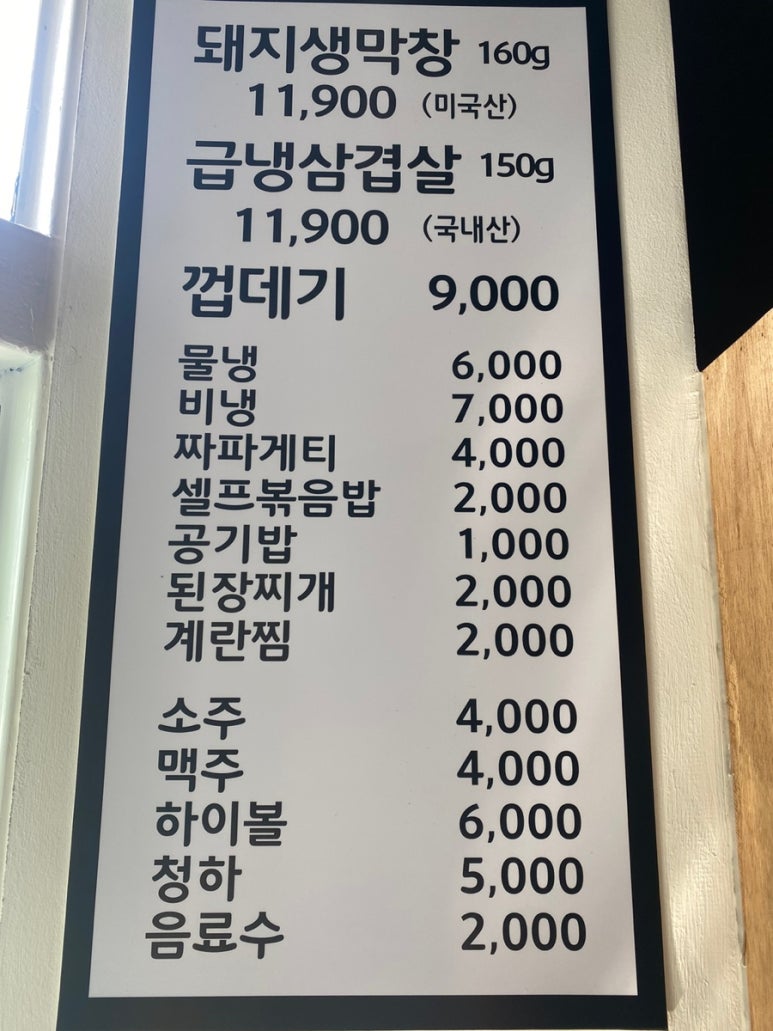 돼지생막창 160g
11,900 (미국산)
급냉삼겹살 150g
11,900 (국내산)
껍데기 9,000
물냉 6,000
비냉 7,000
짜파게티 4,000
셀프볶음밥 2,000
공기밥 1,000
된장찌개 2,000
계란찜 2,000
소주 4,000
맥주 4,000
하이볼 6,000
청하 5,000
음료수 2,000